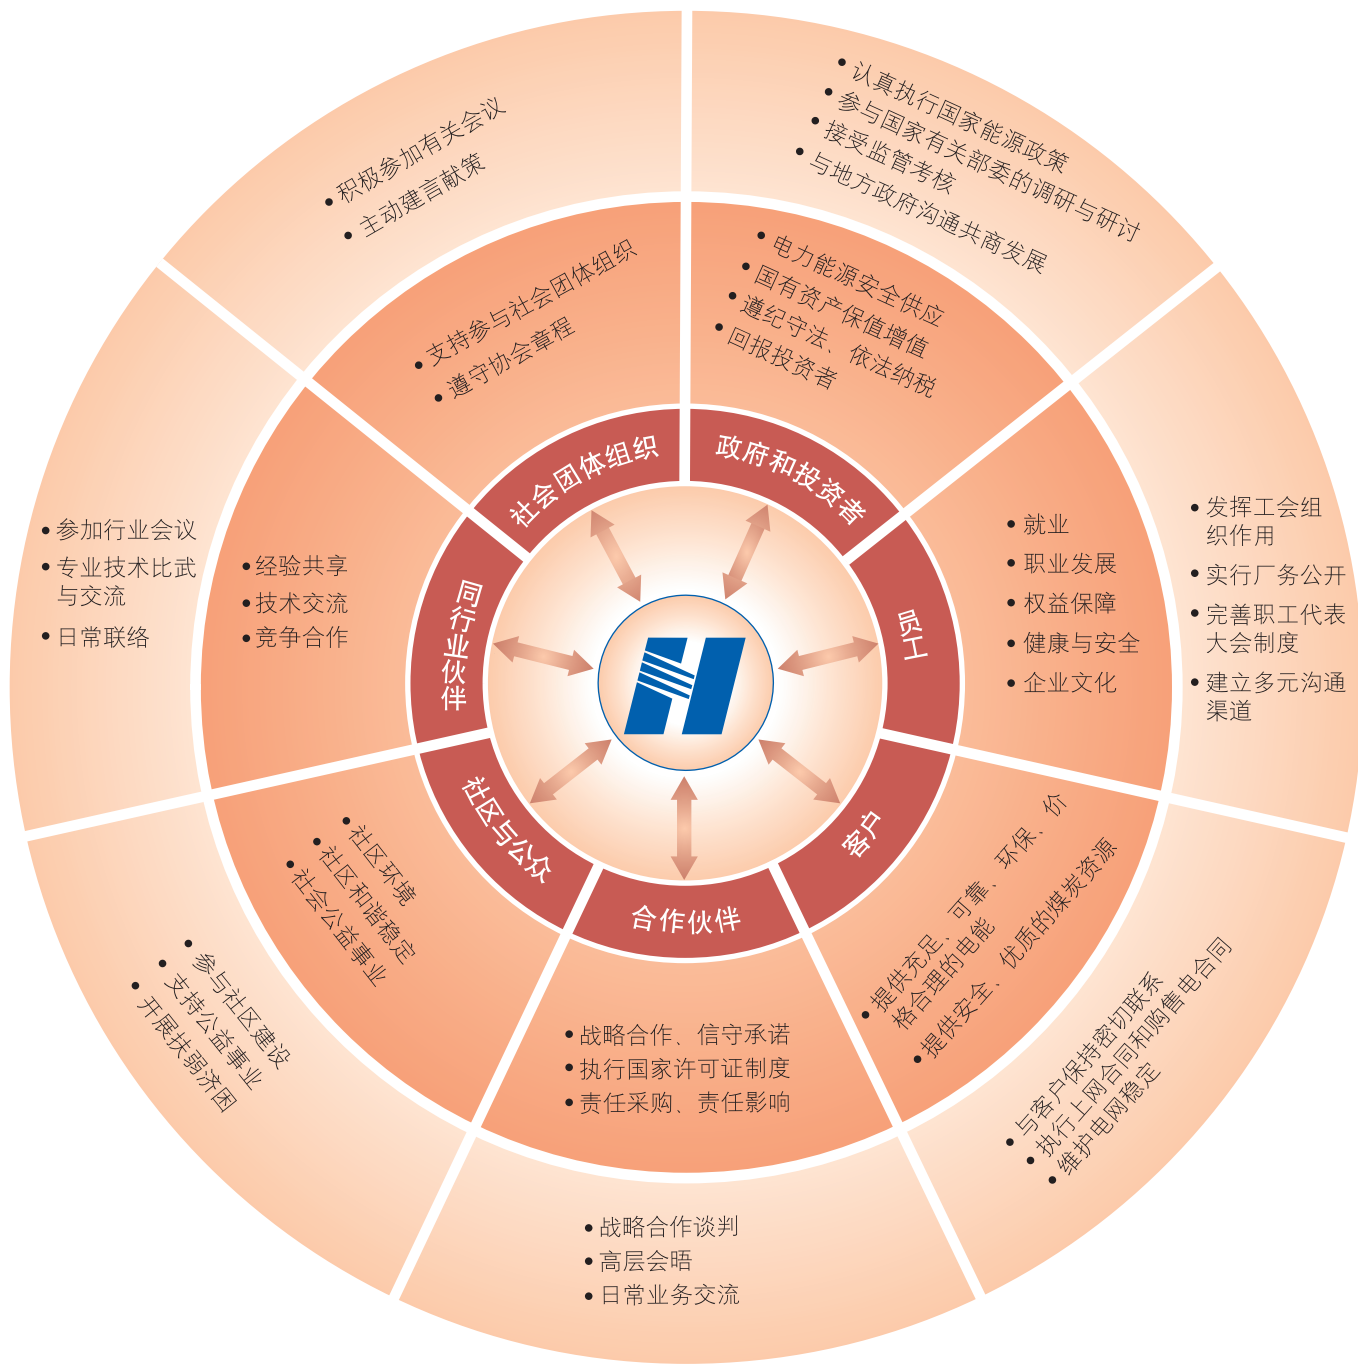 政府和投资者
• 电力能源安全供应
• 国有资产保值增值
• 遵纪守法、依法纳税
• 回报投资者
• 认真执行国家能源政策
• 参与国家有关部委的调研与研讨
• 接受监管考核
• 与地方政府沟通共商发展
员工
• 就业
• 职业发展
• 权益保障
• 健康与安全
• 企业文化
• 发挥工会组
织作用
• 实行厂务公开
• 完善职工代表
大会制度
• 建立多元沟通
渠道
客户
• 提供充足、可靠、环保、价
格合理的电能
• 提供安全、优质的煤炭资源
• 与客户保持密切联系
• 执行上网合同和购售电合同
• 维护电网稳定
合作伙伴
• 战略合作、信守承诺
• 执行国家许可证制度
• 责任采购、责任影响
• 战略合作谈判
• 高层会晤
• 日常业务交流
社区与公众
• 社区环境
• 社区和谐稳定
• 社会公益事业
• 参与社区建设
• 支持公益事业
• 开展扶弱济困
同行业伙伴
• 经验共享
• 技术交流
• 竞争合作
• 参加行业会议
• 专业技术比武
与交流
• 日常联络
社会团体组织
• 支持参与社会团体组织
• 遵守协会章程
• 积极参加有关会议
• 主动建言献策